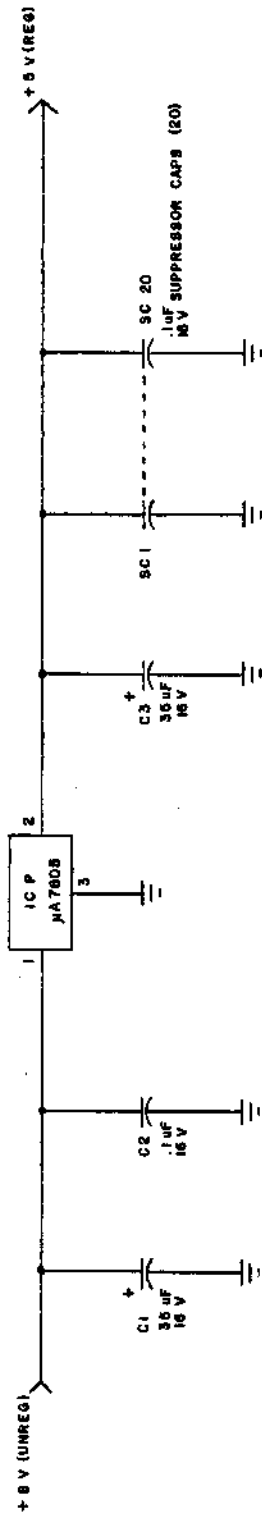 + 8 V (UNREG)
C1
+
35 uF
16 V
C2
.1 uF
16 V
1
IC P
μA7805
2
3
C3
+
35 uF
16 V
SC 1
SC 20
.1uF SUPPRESSOR CAPS (20)
16 V
+ 5 V (REG)